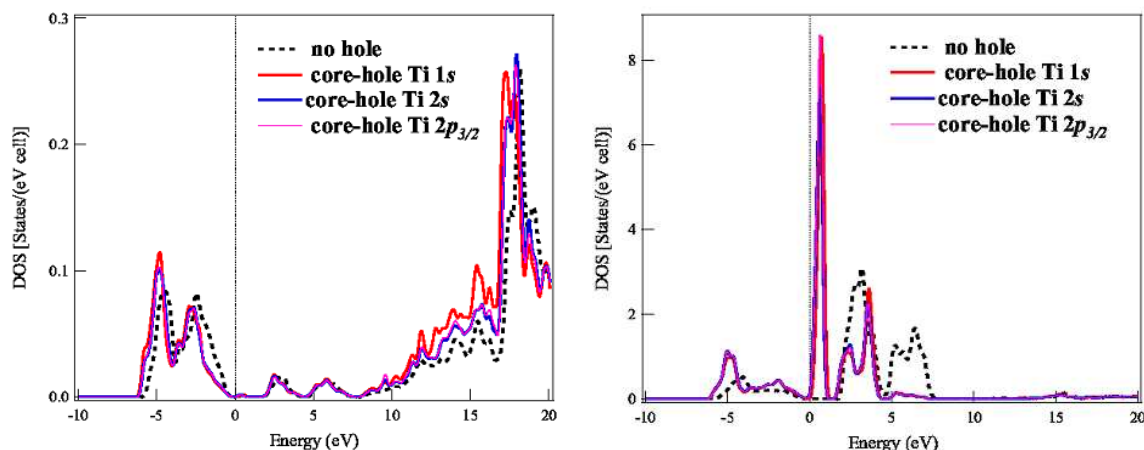 0.3
0.2
0.1
0.0
DOS [States/(eV cell)]
no hole
core-hole Ti 1s
core-hole Ti 2s
core-hole Ti 2p3/2
-10 -5 0 5 10 15 20
Energy (eV)
8
6
4
2
0
DOS [States/(eV cell)]
no hole
core-hole Ti 1s
core-hole Ti 2s
core-hole Ti 2p3/2
-10 -5 0 5 10 15 20
Energy (eV)